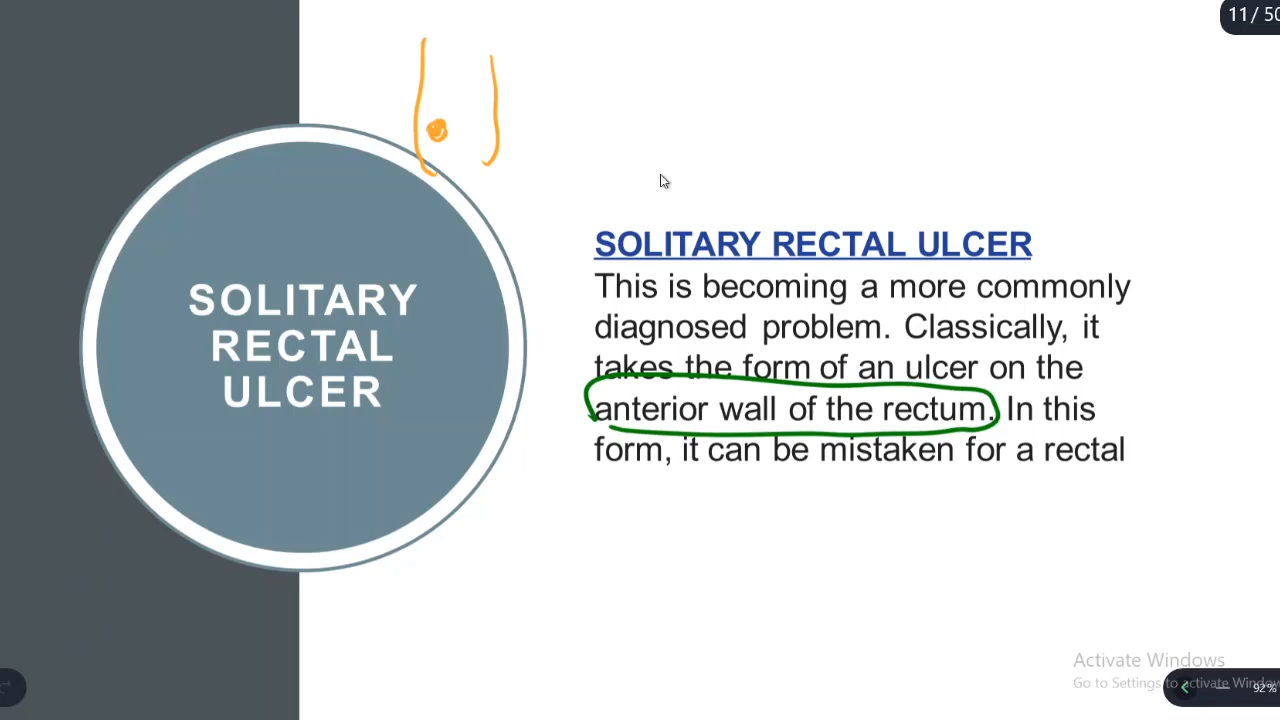 11 / 50
SOLITARY
RECTAL
ULCER
SOLITARY RECTAL ULCER
This is becoming a more commonly
diagnosed problem. Classically, it
takes the form of an ulcer on the
anterior wall of the rectum. In this
form, it can be mistaken for a rectal
Activate Windows
Go to Settings to activate Windows
92%